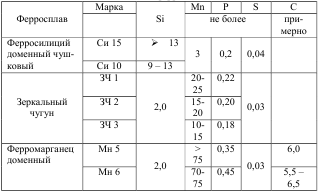 Ферросплав Марка Si Mn P S C
не более при-
мерно
Ферросилиций
доменный чуш-
ковый
Си 15 ➢ 13 3 0,2 0,04
Си 10 9 – 13
Зеркальный
чугун
ЗЧ 1 2,0 20-
25 0,22 0,03
ЗЧ 2 15-
20 0,20
ЗЧ 3 10-
15 0,18
Ферромарганец
доменный
Мн 5 2,0 >
75 0,35 0,03 6,0
Мн 6 70-
75 0,45 5,5 –
6,5